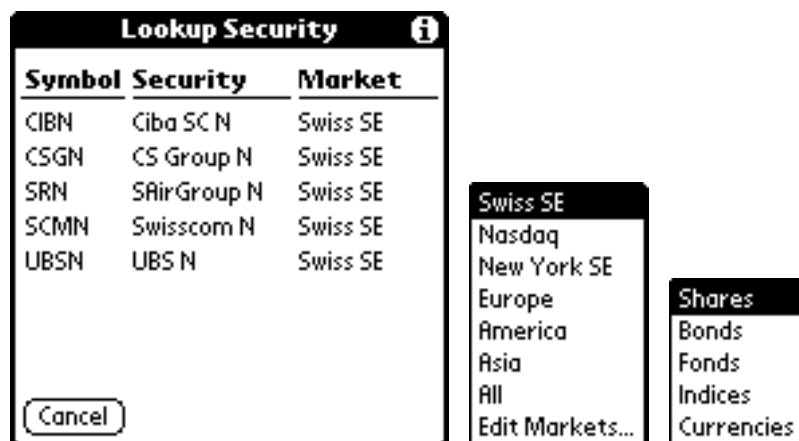 Lookup Security
Symbol Security Market
CIBN Ciba SC N Swiss SE
CSGN CS Group N Swiss SE
SRN SAirGroup N Swiss SE
SCMN Swisscom N Swiss SE
UBSN UBS N Swiss SE
Cancel
Swiss SE
Nasdaq
New York SE
Europe
America
Asia
All
Edit Markets...
Shares
Bonds
Fonds
Indices
Currencies